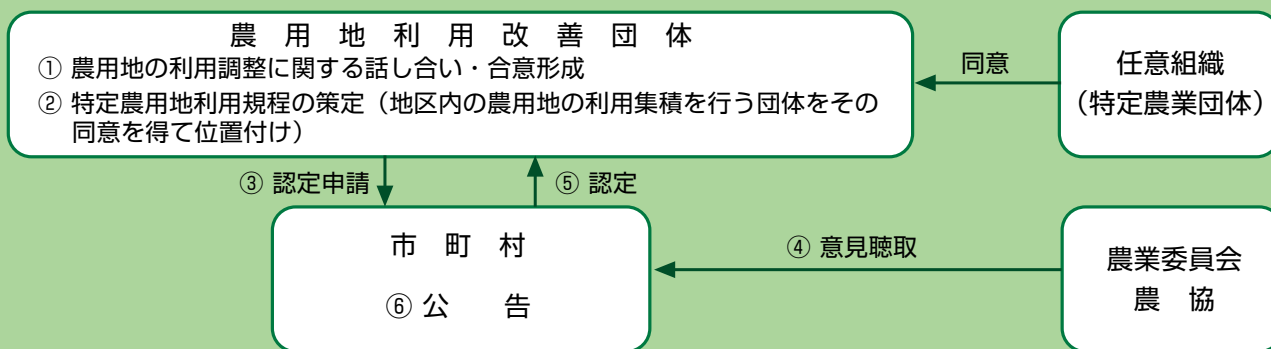 農用地利用改善団体
① 農用地の利用調整に関する話し合い・合意形成
② 特定農用地利用規程の策定（地区内の農用地の利用集積を行う団体をその
同意を得て位置付け）
同意
任意組織
（特定農業団体）
③ 認定申請
⑤ 認定
市町村
⑥ 公告
④ 意見聴取
農業委員会
農協